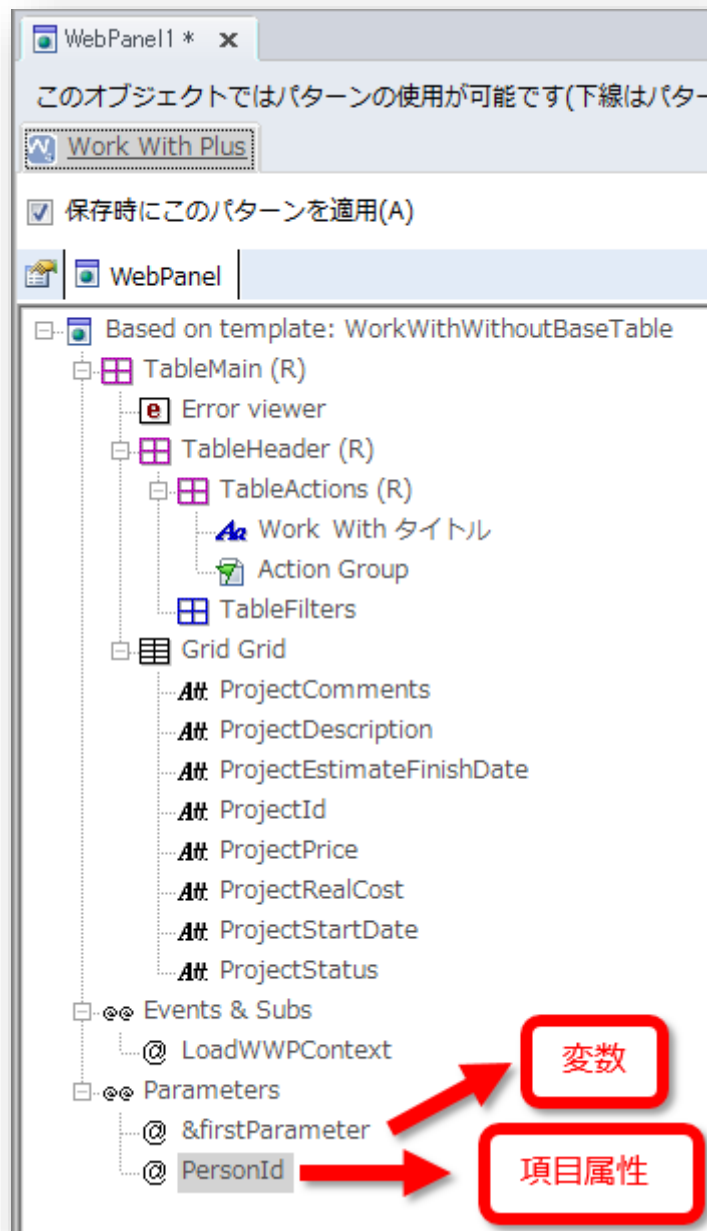 WebPanel1 * x
このオブジェクトではパターンの使用が可能です(下線はパター
Work With Plus
保存時にこのパターンを適用(A)
WebPanel
Based on template: WorkWithWithoutBaseTable
TableMain (R)
Error viewer
TableHeader (R)
TableActions (R)
Work With タイトル
Action Group
TableFilters
Grid Grid
ProjectComments
ProjectDescription
ProjectEstimateFinishDate
ProjectId
ProjectPrice
ProjectRealCost
ProjectStartDate
ProjectStatus
Events & Subs
LoadWWPContext
変数
Parameters
&firstParameter
PersonId
項目属性